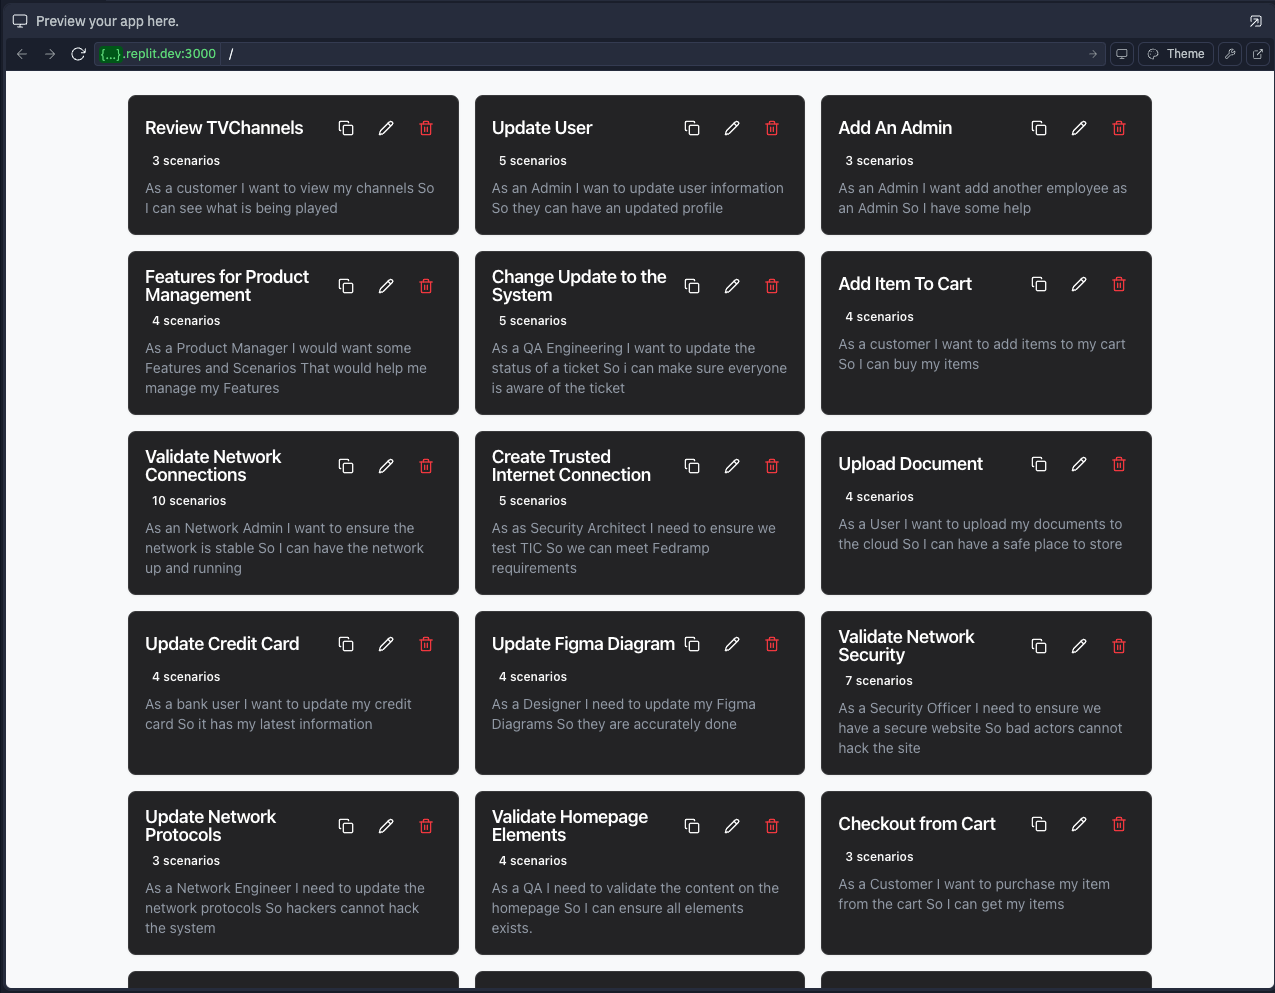 Preview your app here.
{...}.replit.dev:3000 /
Theme
Review TVChannels
3 scenarios
As a customer I want to view my channels So
I can see what is being played
Update User
5 scenarios
As an Admin I wan to update user information
So they can have an updated profile
Add An Admin
3 scenarios
As an Admin I want add another employee as
an Admin So I have some help
Features for Product
Management
4 scenarios
As a Product Manager I would want some
Features and Scenarios That would help me
manage my Features
Change Update to the
System
5 scenarios
As a QA Engineering I want to update the
status of a ticket So i can make sure everyone
is aware of the ticket
Add Item To Cart
4 scenarios
As a customer I want to add items to my cart
So I can buy my items
Validate Network
Connections
10 scenarios
As an Network Admin I want to ensure the
network is stable So I can have the network
up and running
Create Trusted
Internet Connection
5 scenarios
As as Security Architect I need to ensure we
test TIC So we can meet Fedramp
requirements
Upload Document
4 scenarios
As a User I want to upload my documents to
the cloud So I can have a safe place to store
Update Credit Card
4 scenarios
As a bank user I want to update my credit
card So it has my latest information
Update Figma Diagram
4 scenarios
As a Designer I need to update my Figma
Diagrams So they are accurately done
Validate Network
Security
7 scenarios
As a Security Officer I need to ensure we
have a secure website So bad actors cannot
hack the site
Update Network
Protocols
3 scenarios
As a Network Engineer I need to update the
network protocols So hackers cannot hack
the system
Validate Homepage
Elements
4 scenarios
As a QA I need to validate the content on the
homepage So I can ensure all elements
exists.
Checkout from Cart
3 scenarios
As a Customer I want to purchase my item
from the cart So I can get my items